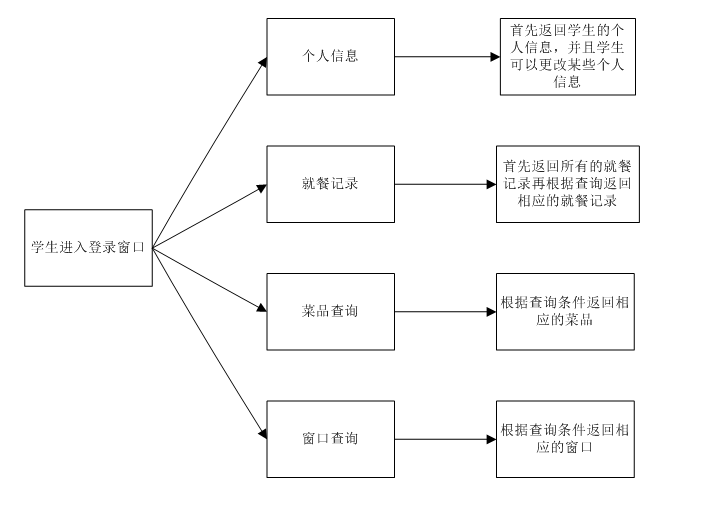 个人信息
首先返回学生的个
人信息，并且学生
可以更改某些个人
信息
就餐记录
首先返回所有的就餐
记录再根据查询返回
相应的就餐记录
学生进入登录窗口
菜品查询
根据查询条件返回相
应的菜品
窗口查询
根据查询条件返回相
应的窗口